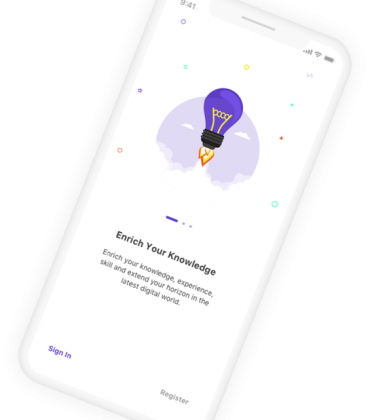 9:41
Enrich Your Knowledge
Enrich your knowledge, experience,
skill and extend your horizon in the
latest digital world.
Sign In
Register